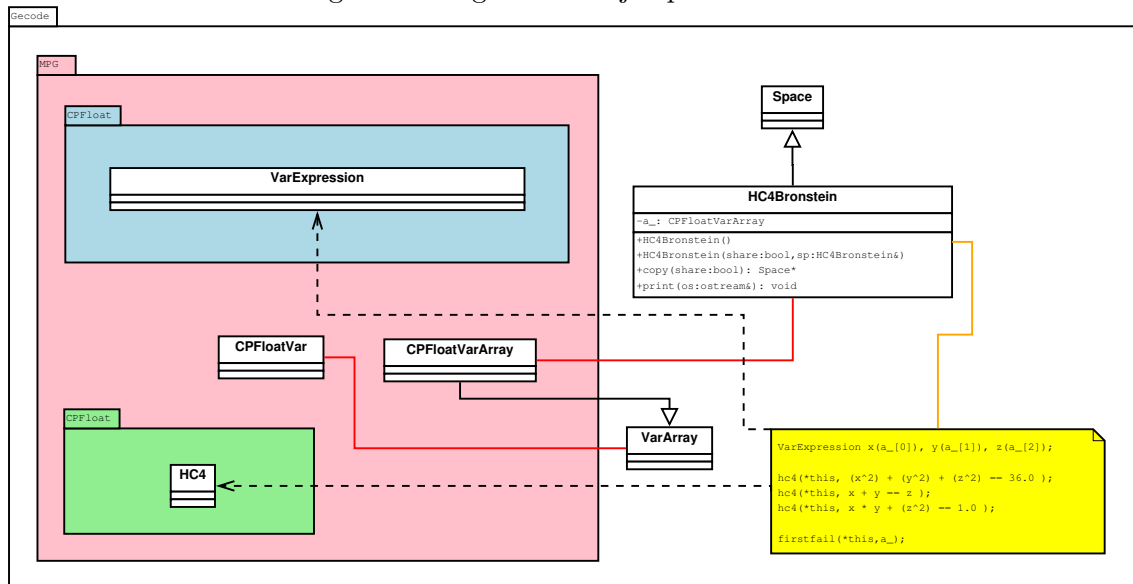 Gecode
MPG
CPFloat
VarExpression
Space
HC4Bronstein
-a_: CPFloatVarArray
+HC4Bronstein()
+HC4Bronstein(share:bool,sp:HC4Bronstein&)
+copy(share:bool): Space*
+print(os:ostream&): void
CPFloatVar
CPFloatVarArray
CPFloat
HC4
VarArray
VarExpression x(a_[0]), y(a_[1]), z(a_[2]);
hc4(*this, (x^2) + (y^2) + (z^2) == 36.0 );
hc4(*this, x + y == z );
hc4(*this, x * y + (z^2) == 1.0 );
firstfail(*this,a_);